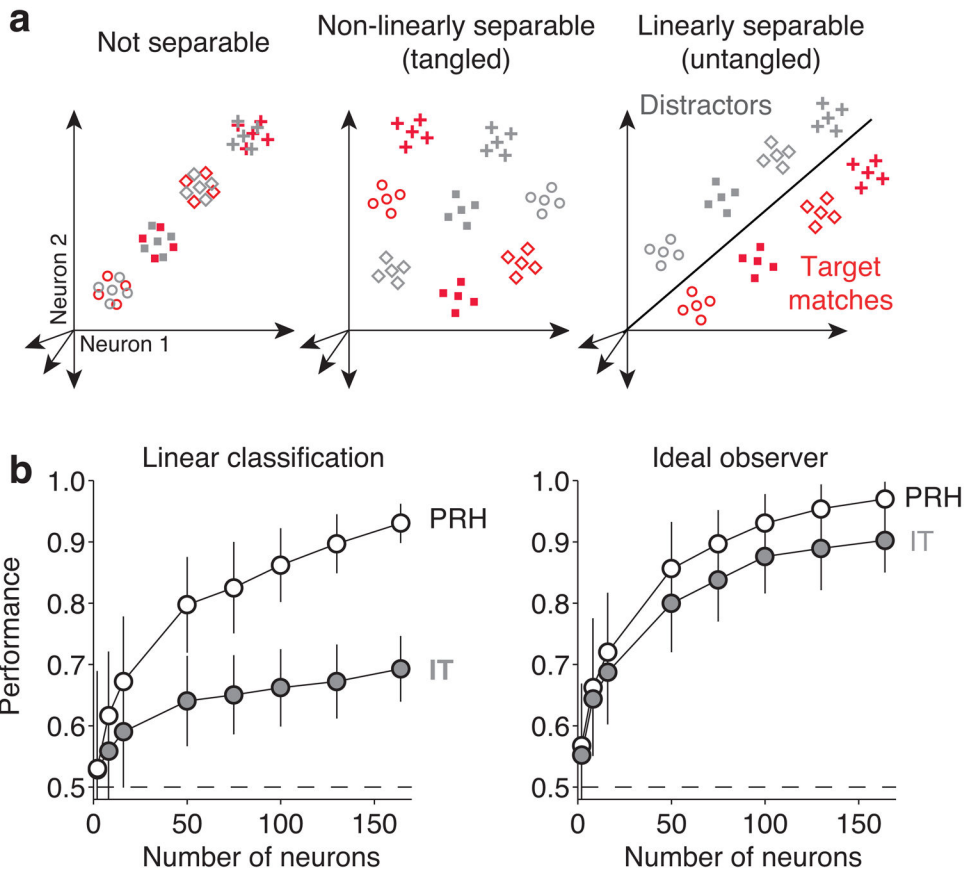 a
Not separable
Non-linearly separable
(tangled)
Linearly separable
(untangled)
Distractors
Target
matches
Neuron 2
Neuron 1
b
Linear classification
Performance
1.0
0.9
0.8
0.7
0.6
0.5
PRH
IT
0
50
100
150
Number of neurons
Ideal observer
1.0
0.9
0.8
0.7
0.6
0.5
PRH
IT
0
50
100
150
Number of neurons